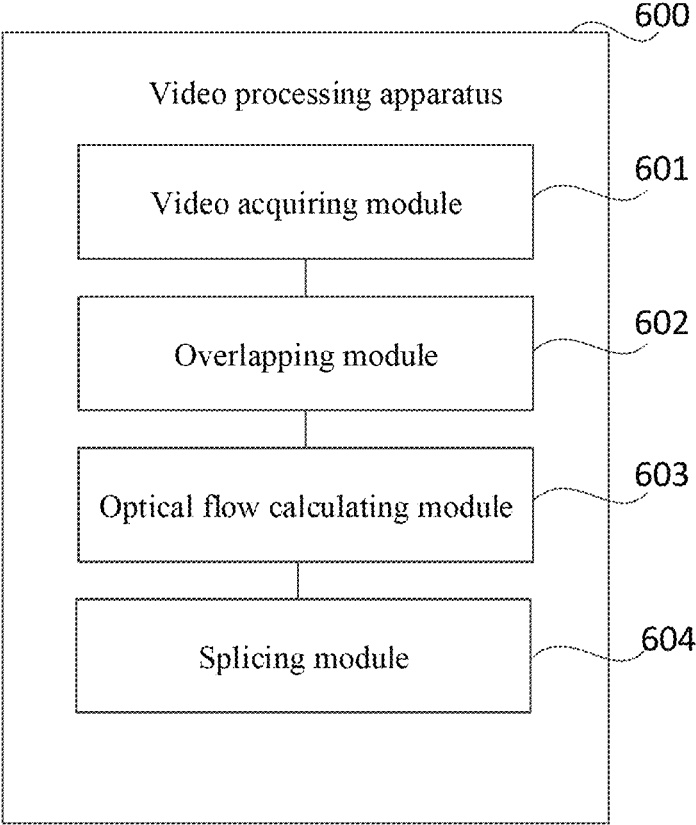 600
Video processing apparatus
601
Video acquiring module
602
Overlapping module
603
Optical flow calculating module
604
Splicing module